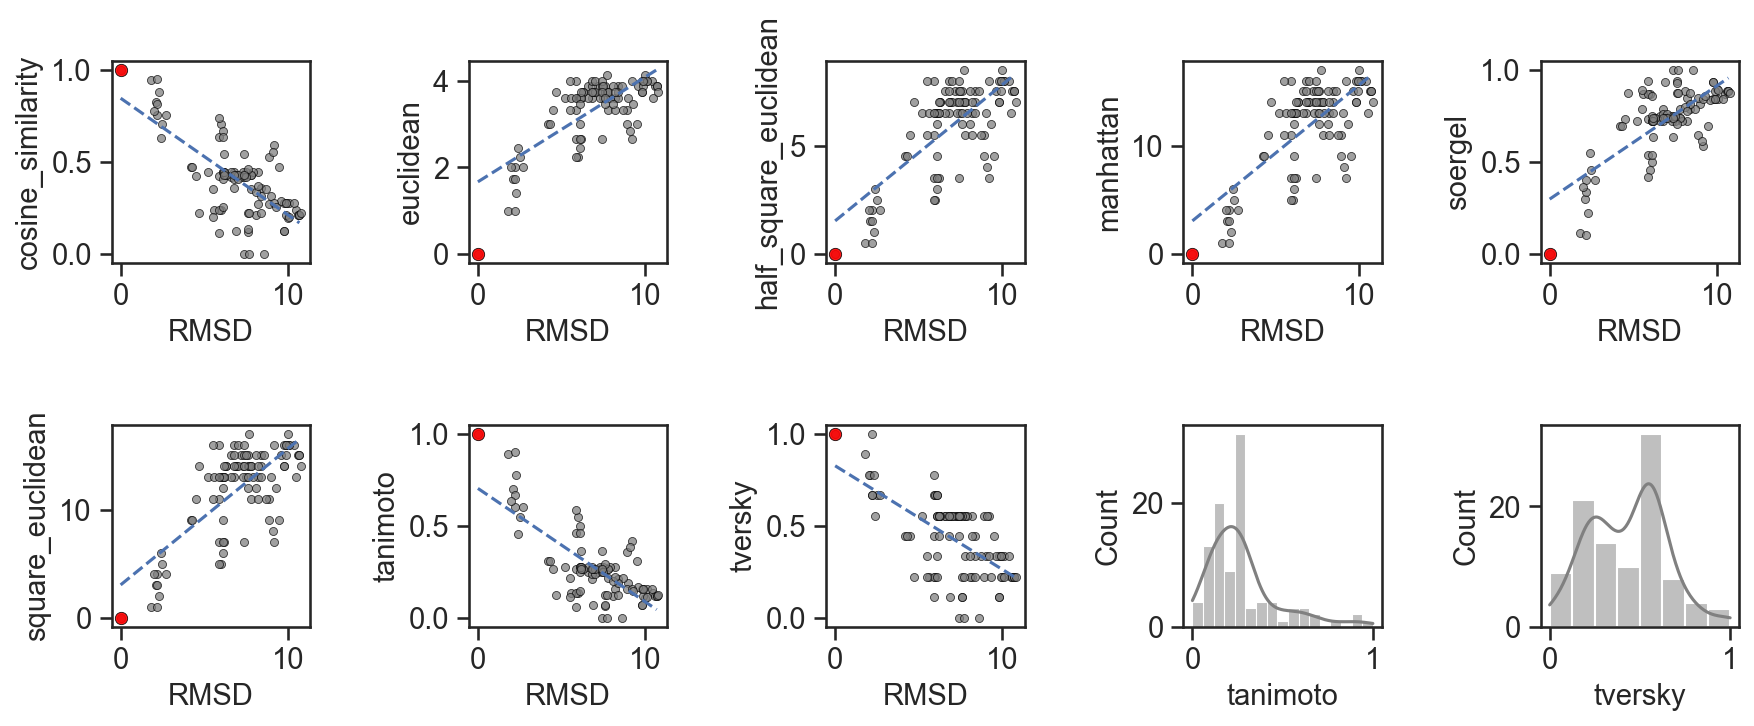 cosine_similarity
1.0
0.5
0.0
0 10
RMSD
euclidean
4
2
0
0 10
RMSD
half_square_euclidean
5
0
0 10
RMSD
manhattan
10
0
0 10
RMSD
soergel
1.0
0.5
0.0
0 10
RMSD
square_euclidean
10
0
0 10
RMSD
tanimoto
1.0
0.5
0.0
0 10
RMSD
tversky
1.0
0.5
0.0
0 10
RMSD
Count
20
0
0 1
tanimoto
Count
20
0
0 1
tversky